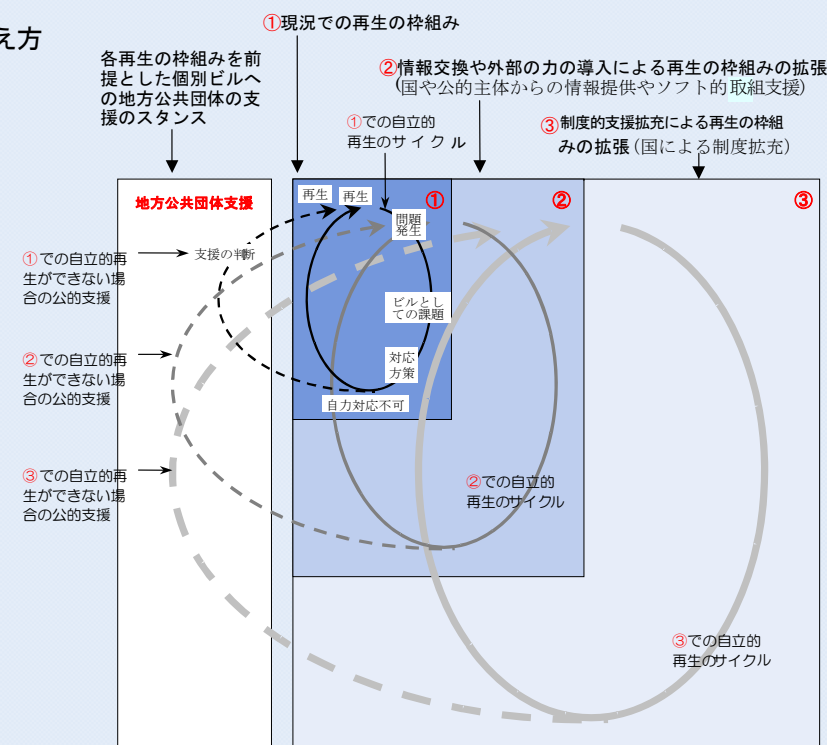 え方
①現況での再生の枠組み
各再生の枠組みを前
提とした個別ビルへ
の地方公共団体の支
援のスタンス
②情報交換や外部の力の導入による再生の枠組みの拡張
(国や公的主体からの情報提供やソフト的取組支援)
①での自立的
再生のサイクル
③制度的支援拡充による再生の枠組
みの拡張(国による制度拡充)
地方公共団体支援
再生
再生
①
②
③
問題
発生
支援の判断
①での自立的再
生ができない場
合の公的支援
ビルとし
ての課題
対応
方策
自力対応不可
②での自立的再
生ができない場
合の公的支援
③での自立的再
生ができない場
合の公的支援
②での自立的
再生のサイクル
③での自立的
再生のサイクル